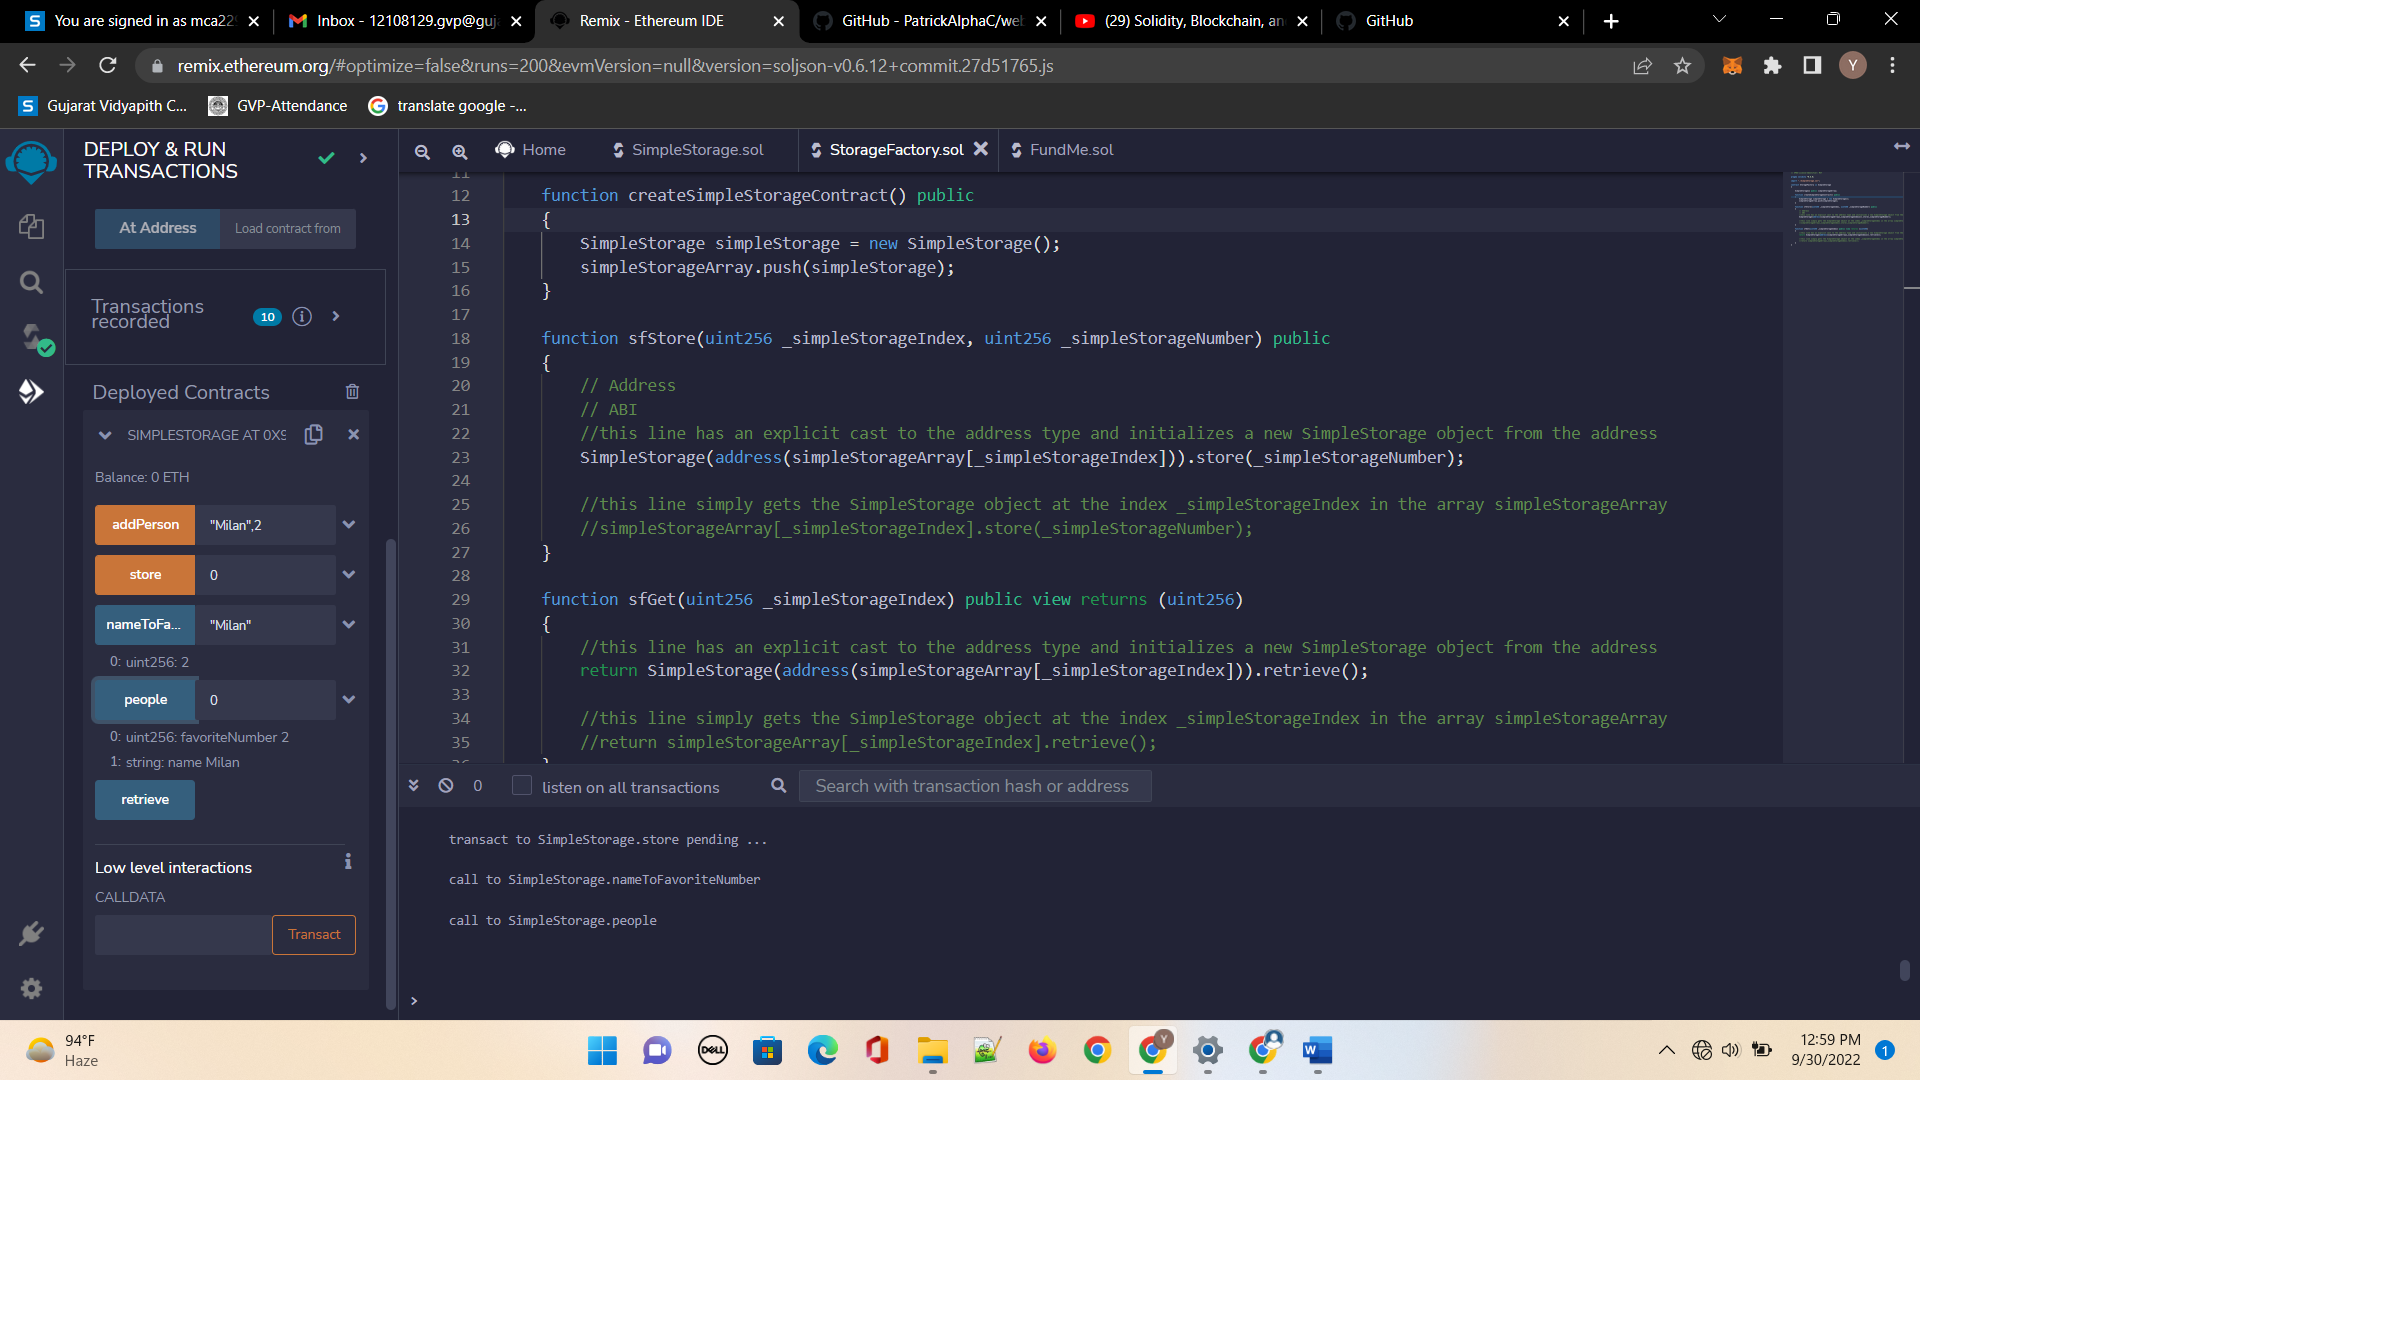 You are signed in as mca22
Inbox - 12108129.gvp@guj
Remix - Ethereum IDE
GitHub - PatrickAlphaC/we
(29) Solidity, Blockchain, an
GitHub
remix.ethereum.org/#optimize=false&runs=200&evmVersion=null&version=soljson-v0.6.12+commit.27d51765.js
Y
Gujarat Vidyapith C...
GVP-Attendance
translate google -...
DEPLOY & RUN
TRANSACTIONS
At Address
Load contract from
Transactions
recorded
10
Deployed Contracts
SIMPLESTORAGE AT 0X9
Balance: 0 ETH
addPerson
"Milan",2
store
0
nameToFa...
"Milan"
0: uint256: 2
people
0
0: uint256: favoriteNumber 2
1: string: name Milan
retrieve
Low level interactions
CALLDATA
Transact
Home
SimpleStorage.sol
StorageFactory.sol
FundMe.sol
11
12 function createSimpleStorageContract() public
13 {
14 SimpleStorage simpleStorage = new SimpleStorage();
15 simpleStorageArray.push(simpleStorage);
16 }
17
18 function sfStore(uint256 _simpleStorageIndex, uint256 _simpleStorageNumber) public
19 {
20 // Address
21 // ABI
22 //this line has an explicit cast to the address type and initializes a new SimpleStorage object from the address
23 SimpleStorage(address(simpleStorageArray[_simpleStorageIndex])).store(_simpleStorageNumber);
24
25 //this line simply gets the SimpleStorage object at the index _simpleStorageIndex in the array simpleStorageArray
26 //simpleStorageArray[_simpleStorageIndex].store(_simpleStorageNumber);
27 }
28
29 function sfGet(uint256 _simpleStorageIndex) public view returns (uint256)
30 {
31 //this line has an explicit cast to the address type and initializes a new SimpleStorage object from the address
32 return SimpleStorage(address(simpleStorageArray[_simpleStorageIndex])).retrieve();
33
34 //this line simply gets the SimpleStorage object at the index _simpleStorageIndex in the array simpleStorageArray
35 //return simpleStorageArray[_simpleStorageIndex].retrieve();
0
listen on all transactions
Search with transaction hash or address
transact to SimpleStorage.store pending ...
call to SimpleStorage.nameToFavoriteNumber
call to SimpleStorage.people
>
94°F
Haze
12:59 PM
9/30/2022
1